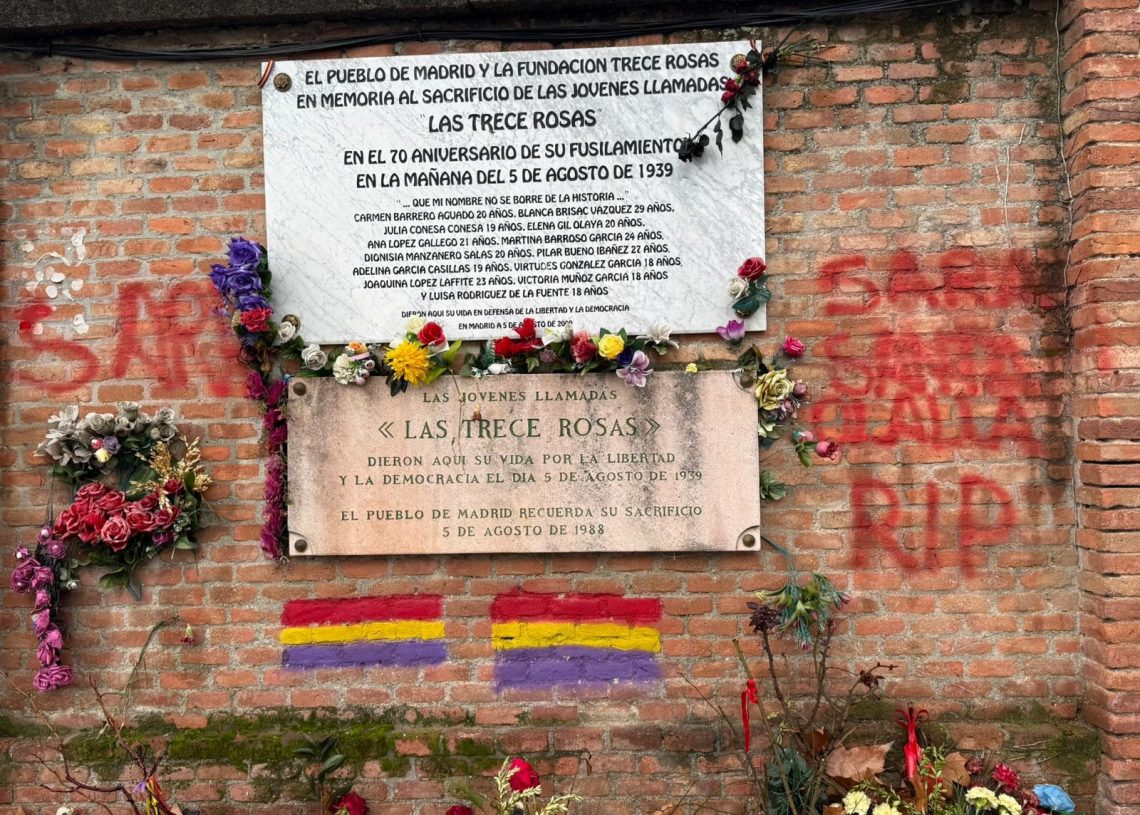 EL PUEBLO DE MADRID Y LA FUNDACION TRECE ROSAS
EN MEMORIA AL SACRIFICIO DE LAS JOVENES LLAMADAS
"LAS TRECE ROSAS"
EN EL 70 ANIVERSARIO DE SU FUSILAMIENTO
EN LA MAÑANA DEL 5 DE AGOSTO DE 1939
"... QUE MI NOMBRE NO SE BORRE DE LA HISTORIA ..."
CARMEN BARRERO AGUADO 20 AÑOS. BLANCA BRISAC VAZQUEZ 29 AÑOS.
JULIA CONESA CONESA 19 AÑOS. ELENA GIL OLAYA 20 AÑOS.
ANA LOPEZ GALLEGO 21 AÑOS. MARTINA BARROSO GARCIA 24 AÑOS.
DIONISIA MANZANERO SALAS 20 AÑOS. PILAR BUENO IBAÑEZ 27 AÑOS.
ADELINA GARCIA CASILLAS 19 AÑOS. VIRTUDES GONZALEZ GARCIA 18 AÑOS,
JOAQUINA LOPEZ LAFFITE 23 AÑOS. VICTORIA MUÑOZ GARCIA 18 AÑOS
Y LUISA RODRIGUEZ DE LA FUENTE 18 AÑOS
DIERON AQUI SU VIDA EN DEFENSA DE LA LIBERTAD Y LA DEMOCRACIA
EN MADRID A 5 DE AGOSTO DE 2009
LAS JOVENES LLAMADAS
«LAS TRECE ROSAS»
DIERON AQUI SU VIDA POR LA LIBERTAD
Y LA DEMOCRACIA EL DIA 5 DE AGOSTO DE 1939
EL PUEBLO DE MADRID RECUERDA SU SACRIFICIO
5 DE AGOSTO DE 1988
SARA
OLALLA
RIP